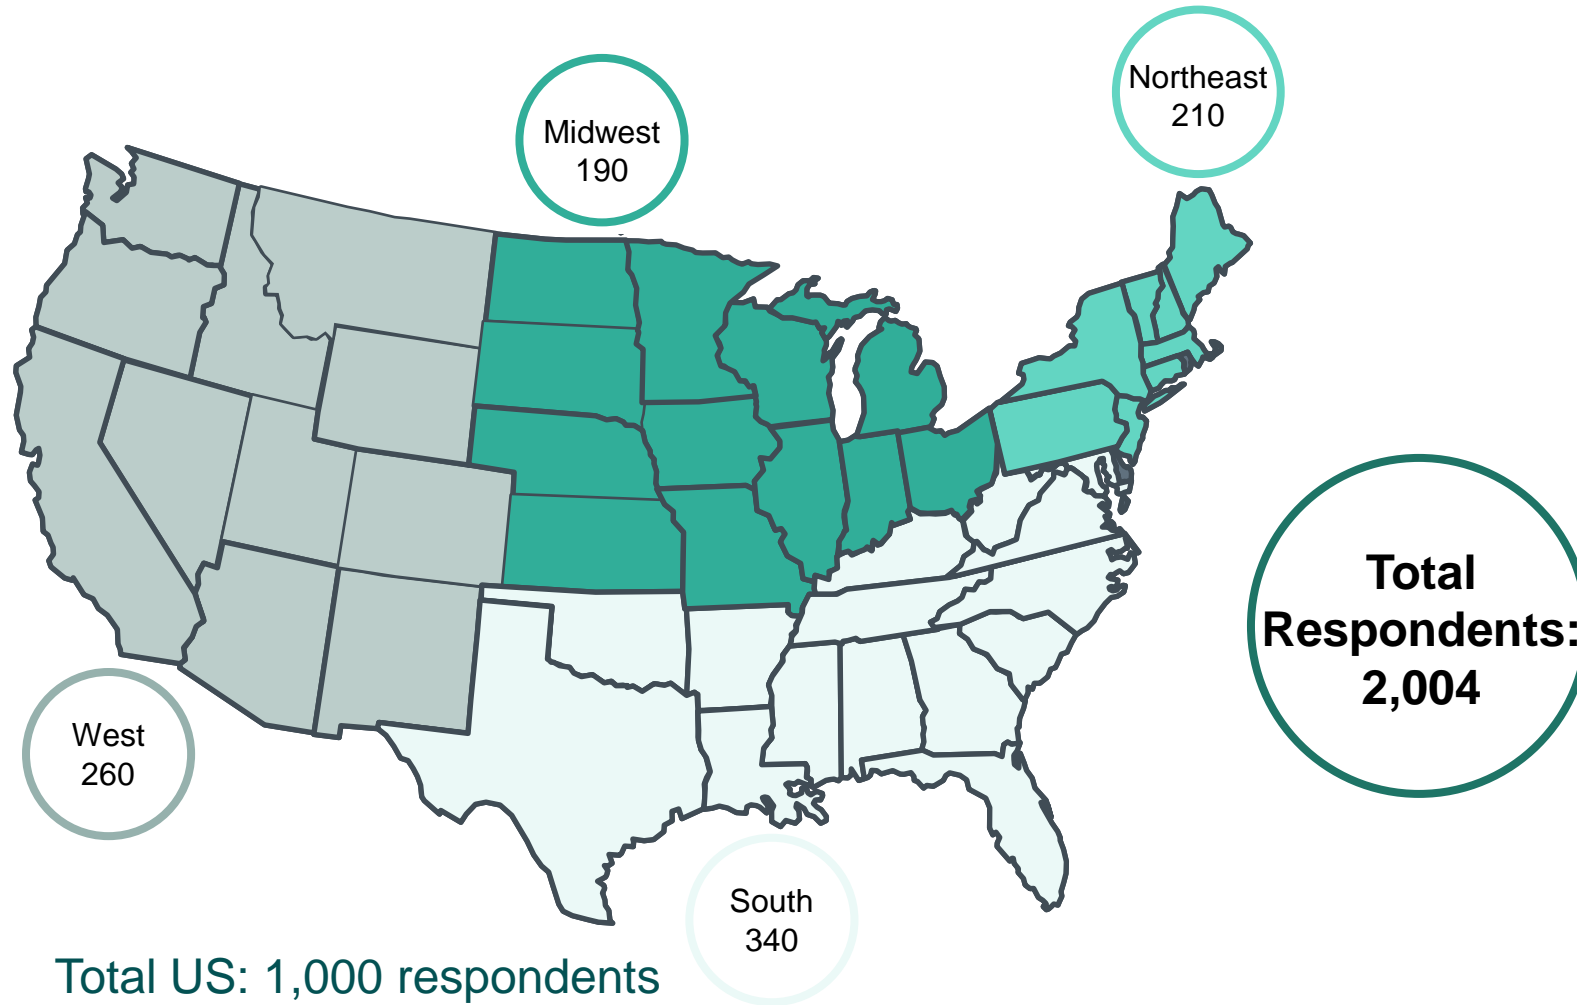 Northeast
210
Midwest
190
Total
Respondents:
2,004
West
260
South
340
Total US: 1,000 respondents